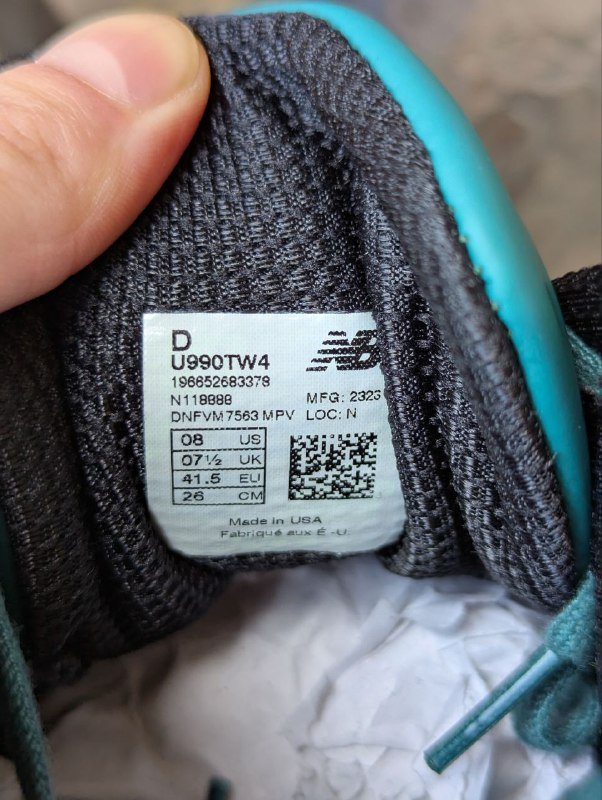 D
NB
U990TW4
196652683378
N118888 MFG: 2323
DNFVM7563 MPV LOC: N
08 US
07½ UK
41.5 EU
26 CM
Made in USA
Fabriqué aux É-U